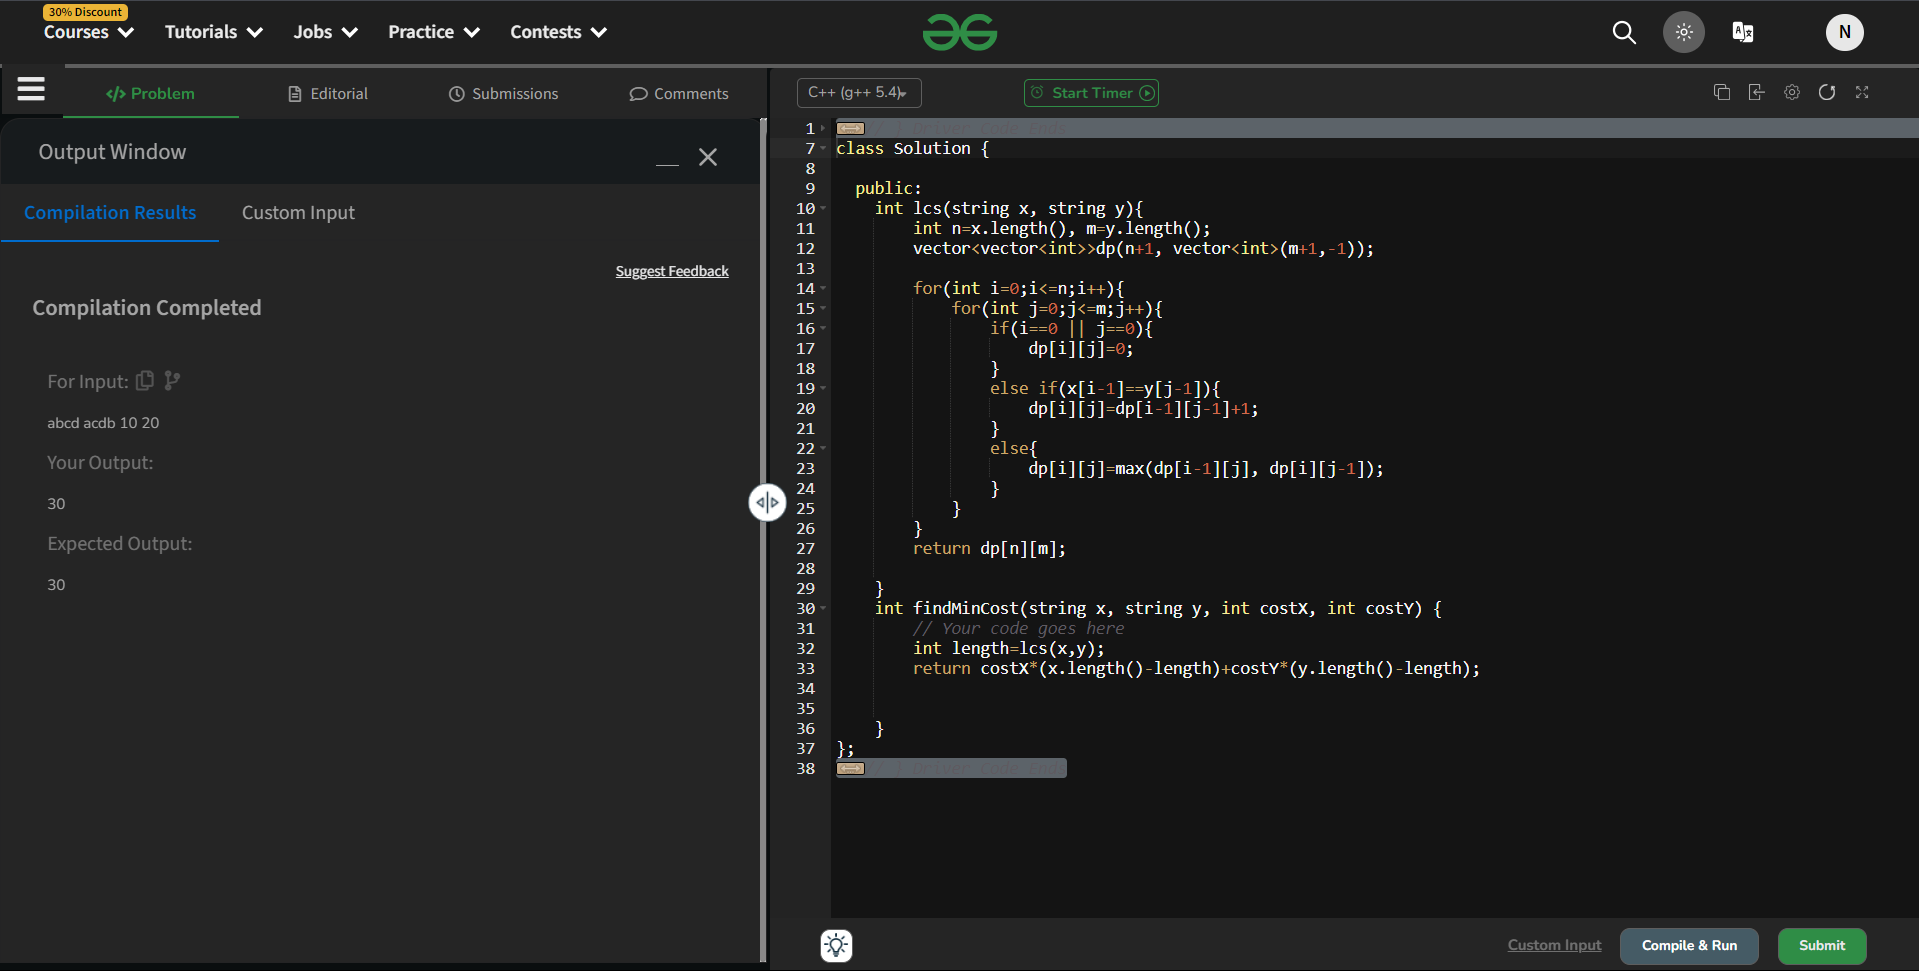 30% Discount
Courses Tutorials Jobs Practice Contests
N
Problem Editorial Submissions Comments
C++ (g++ 5.4) Start Timer
Output Window
Compilation Results Custom Input
Suggest Feedback
Compilation Completed
For Input:
abcd acdb 10 20
Your Output:
30
Expected Output:
30
1 // } Driver Code Ends
7 class Solution {
8
9 public:
10 int lcs(string x, string y){
11 int n=x.length(), m=y.length();
12 vector<vector<int>>dp(n+1, vector<int>(m+1,-1));
13
14 for(int i=0;i<=n;i++){
15 for(int j=0;j<=m;j++){
16 if(i==0 || j==0){
17 dp[i][j]=0;
18 }
19 else if(x[i-1]==y[j-1]){
20 dp[i][j]=dp[i-1][j-1]+1;
21 }
22 else{
23 dp[i][j]=max(dp[i-1][j], dp[i][j-1]);
24 }
25 }
26 }
27 return dp[n][m];
28
29 }
30 int findMinCost(string x, string y, int costX, int costY) {
31 // Your code goes here
32 int length=lcs(x,y);
33 return costX*(x.length()-length)+costY*(y.length()-length);
34
35
36 }
37 };
38 // } Driver Code Ends
Custom Input Compile & Run Submit